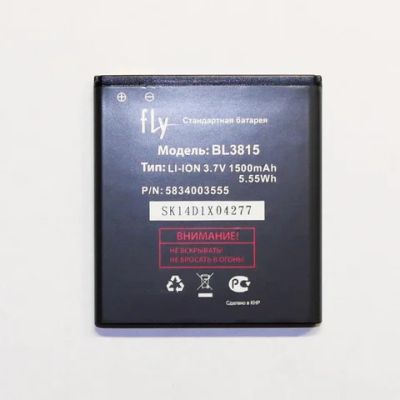 fly Стандартная батарея
Модель: BL3815
Тип: LI-ION 3.7V 1500mAh
5.55Wh
P/N: 5834003555
SK14D1X04277
ВНИМАНИЕ!
НЕ ВСКРЫВАТЬ!
НЕ БРОСАТЬ В ОГОНЬ!
Сделано в КНР